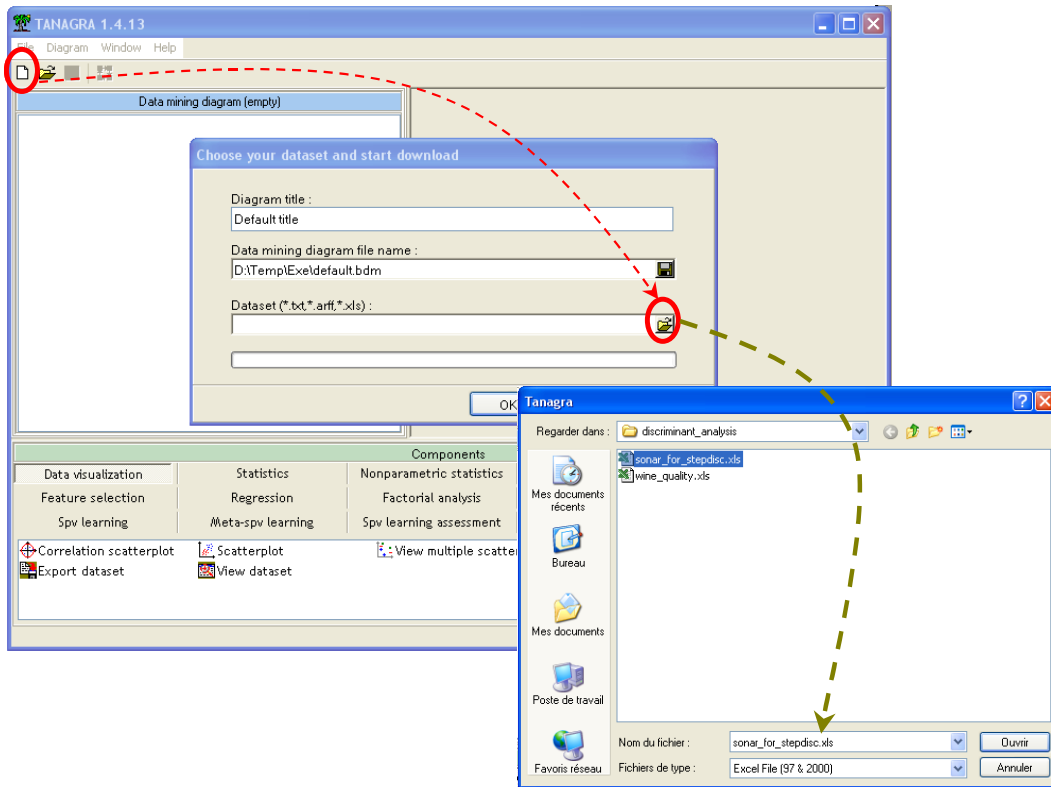 TANAGRA 1.4.13
File Diagram Window Help
Data mining diagram (empty)
Choose your dataset and start download
Diagram title :
Default title
Data mining diagram file name :
D:\Temp\Exe\default.bdm
Dataset (*.txt,*.arff,*.xls) :
OK
Components
Data visualization Statistics Nonparametric statistics
Feature selection Regression Factorial analysis
Spv learning Meta-spv learning Spv learning assessment
Correlation scatterplot Scatterplot View multiple scatte
Export dataset View dataset
Tanagra
Regarder dans : discriminant_analysis
sonar_for_stepdisc.xls
wine_quality.xls
Mes documents
récents
Bureau
Mes documents
Poste de travail
Favoris réseau
Nom du fichier : sonar_for_stepdisc.xls Ouvrir
Fichiers de type : Excel File (97 & 2000) Annuler